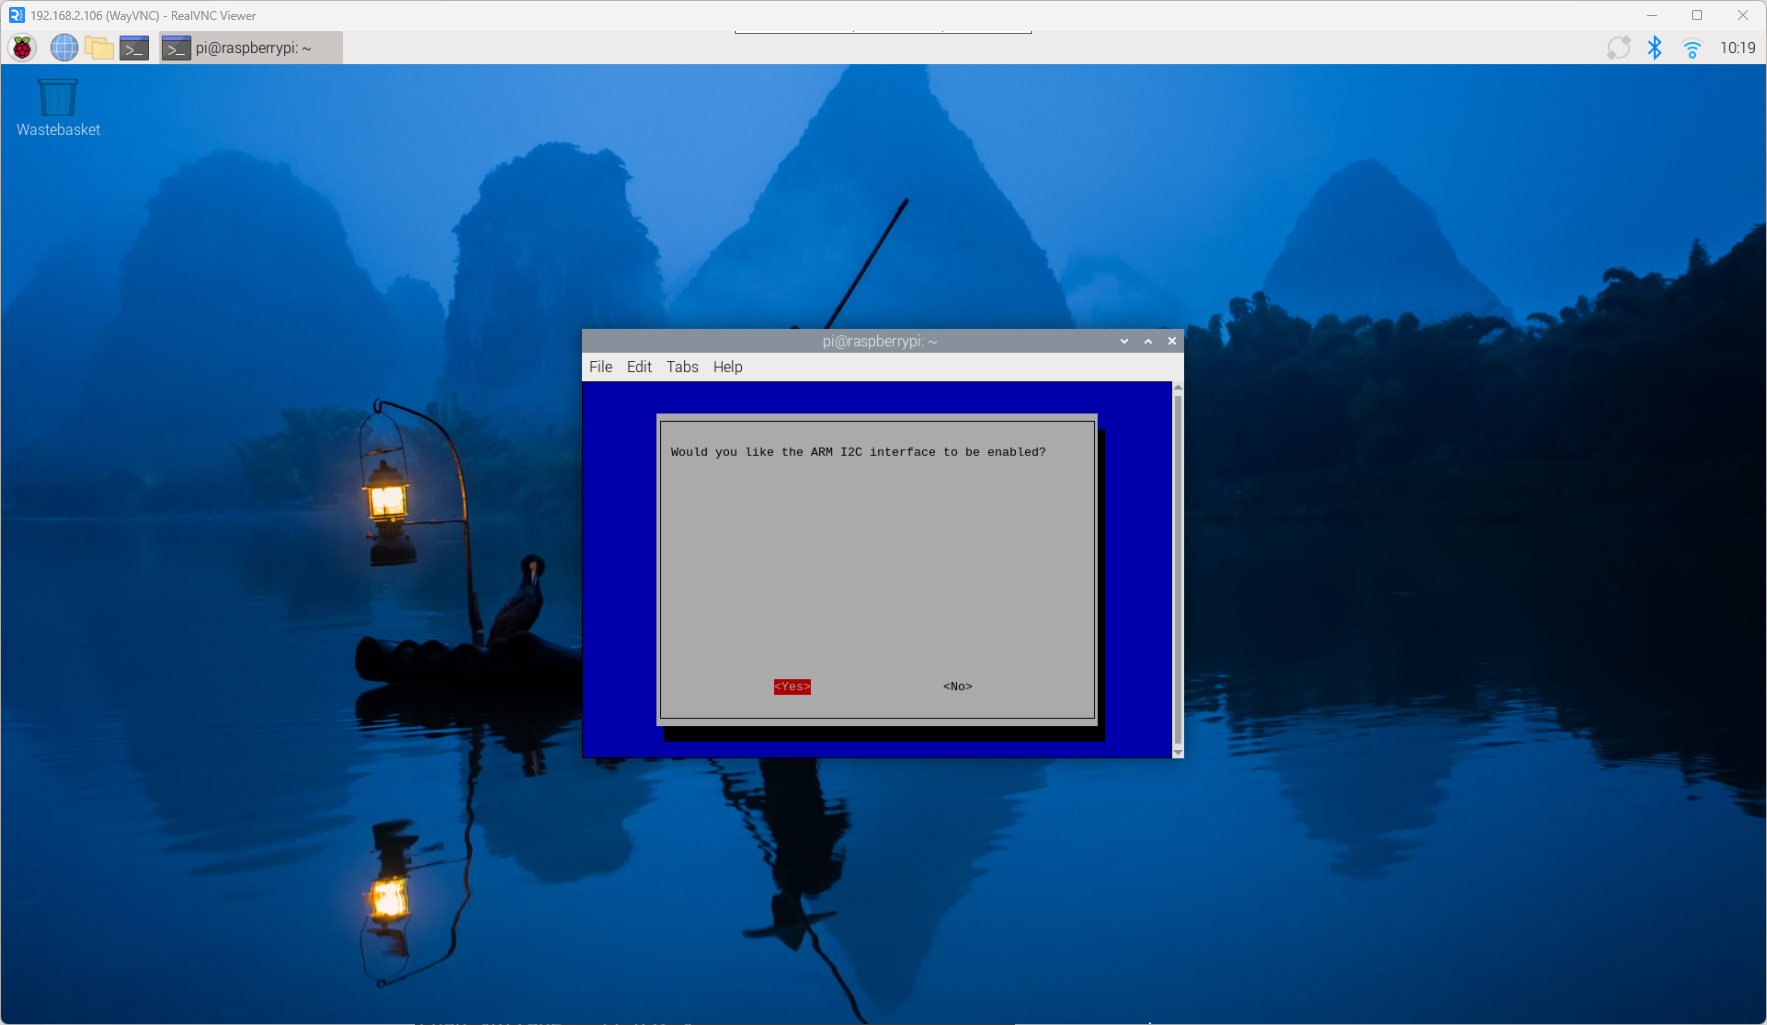 192.168.2.106 (WayVNC) - RealVNC Viewer
pi@raspberrypi: ~
10:19
Wastebasket
pi@raspberrypi: ~
File Edit Tabs Help
Would you like the ARM I2C interface to be enabled?
<Yes> <No>